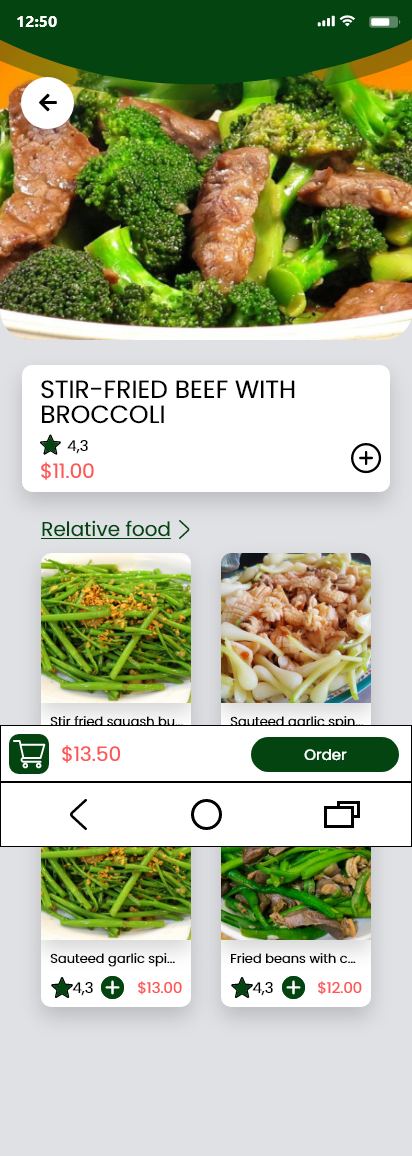 12:50
STIR-FRIED BEEF WITH
BROCCOLI
4,3
$11.00
Relative food
Stir fried squash bu...
Sauteed garlic spin...
$13.50
Order
Sauteed garlic spi...
Fried beans with c...
4,3
$13.00
4,3
$12.00